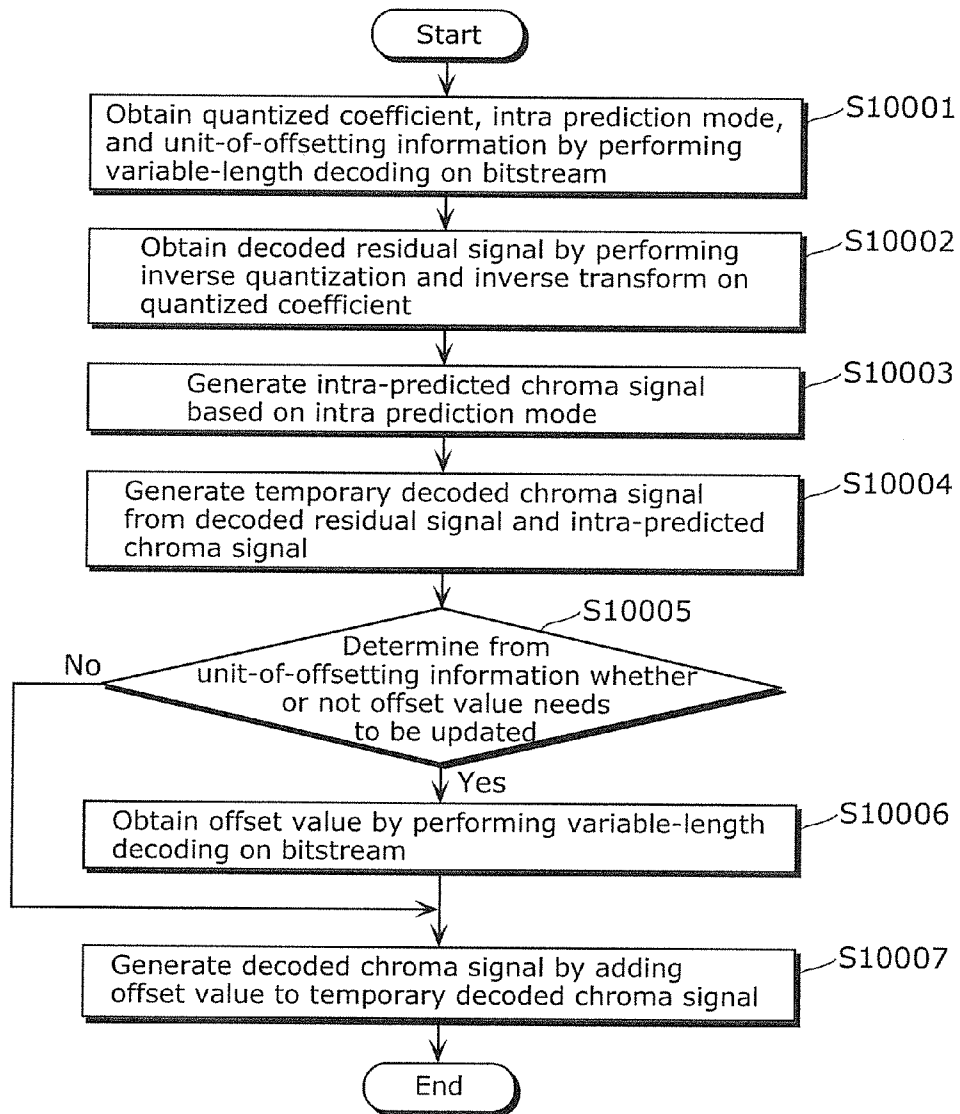 Start
S10001
Obtain quantized coefficient, intra prediction mode,
and unit-of-offsetting information by performing
variable-length decoding on bitstream
S10002
Obtain decoded residual signal by performing
inverse quantization and inverse transform on
quantized coefficient
S10003
Generate intra-predicted chroma signal
based on intra prediction mode
S10004
Generate temporary decoded chroma signal
from decoded residual signal and intra-predicted
chroma signal
S10005
Determine from
unit-of-offsetting information whether
or not offset value needs
to be updated
No
Yes
S10006
Obtain offset value by performing variable-length
decoding on bitstream
S10007
Generate decoded chroma signal by adding
offset value to temporary decoded chroma signal
End